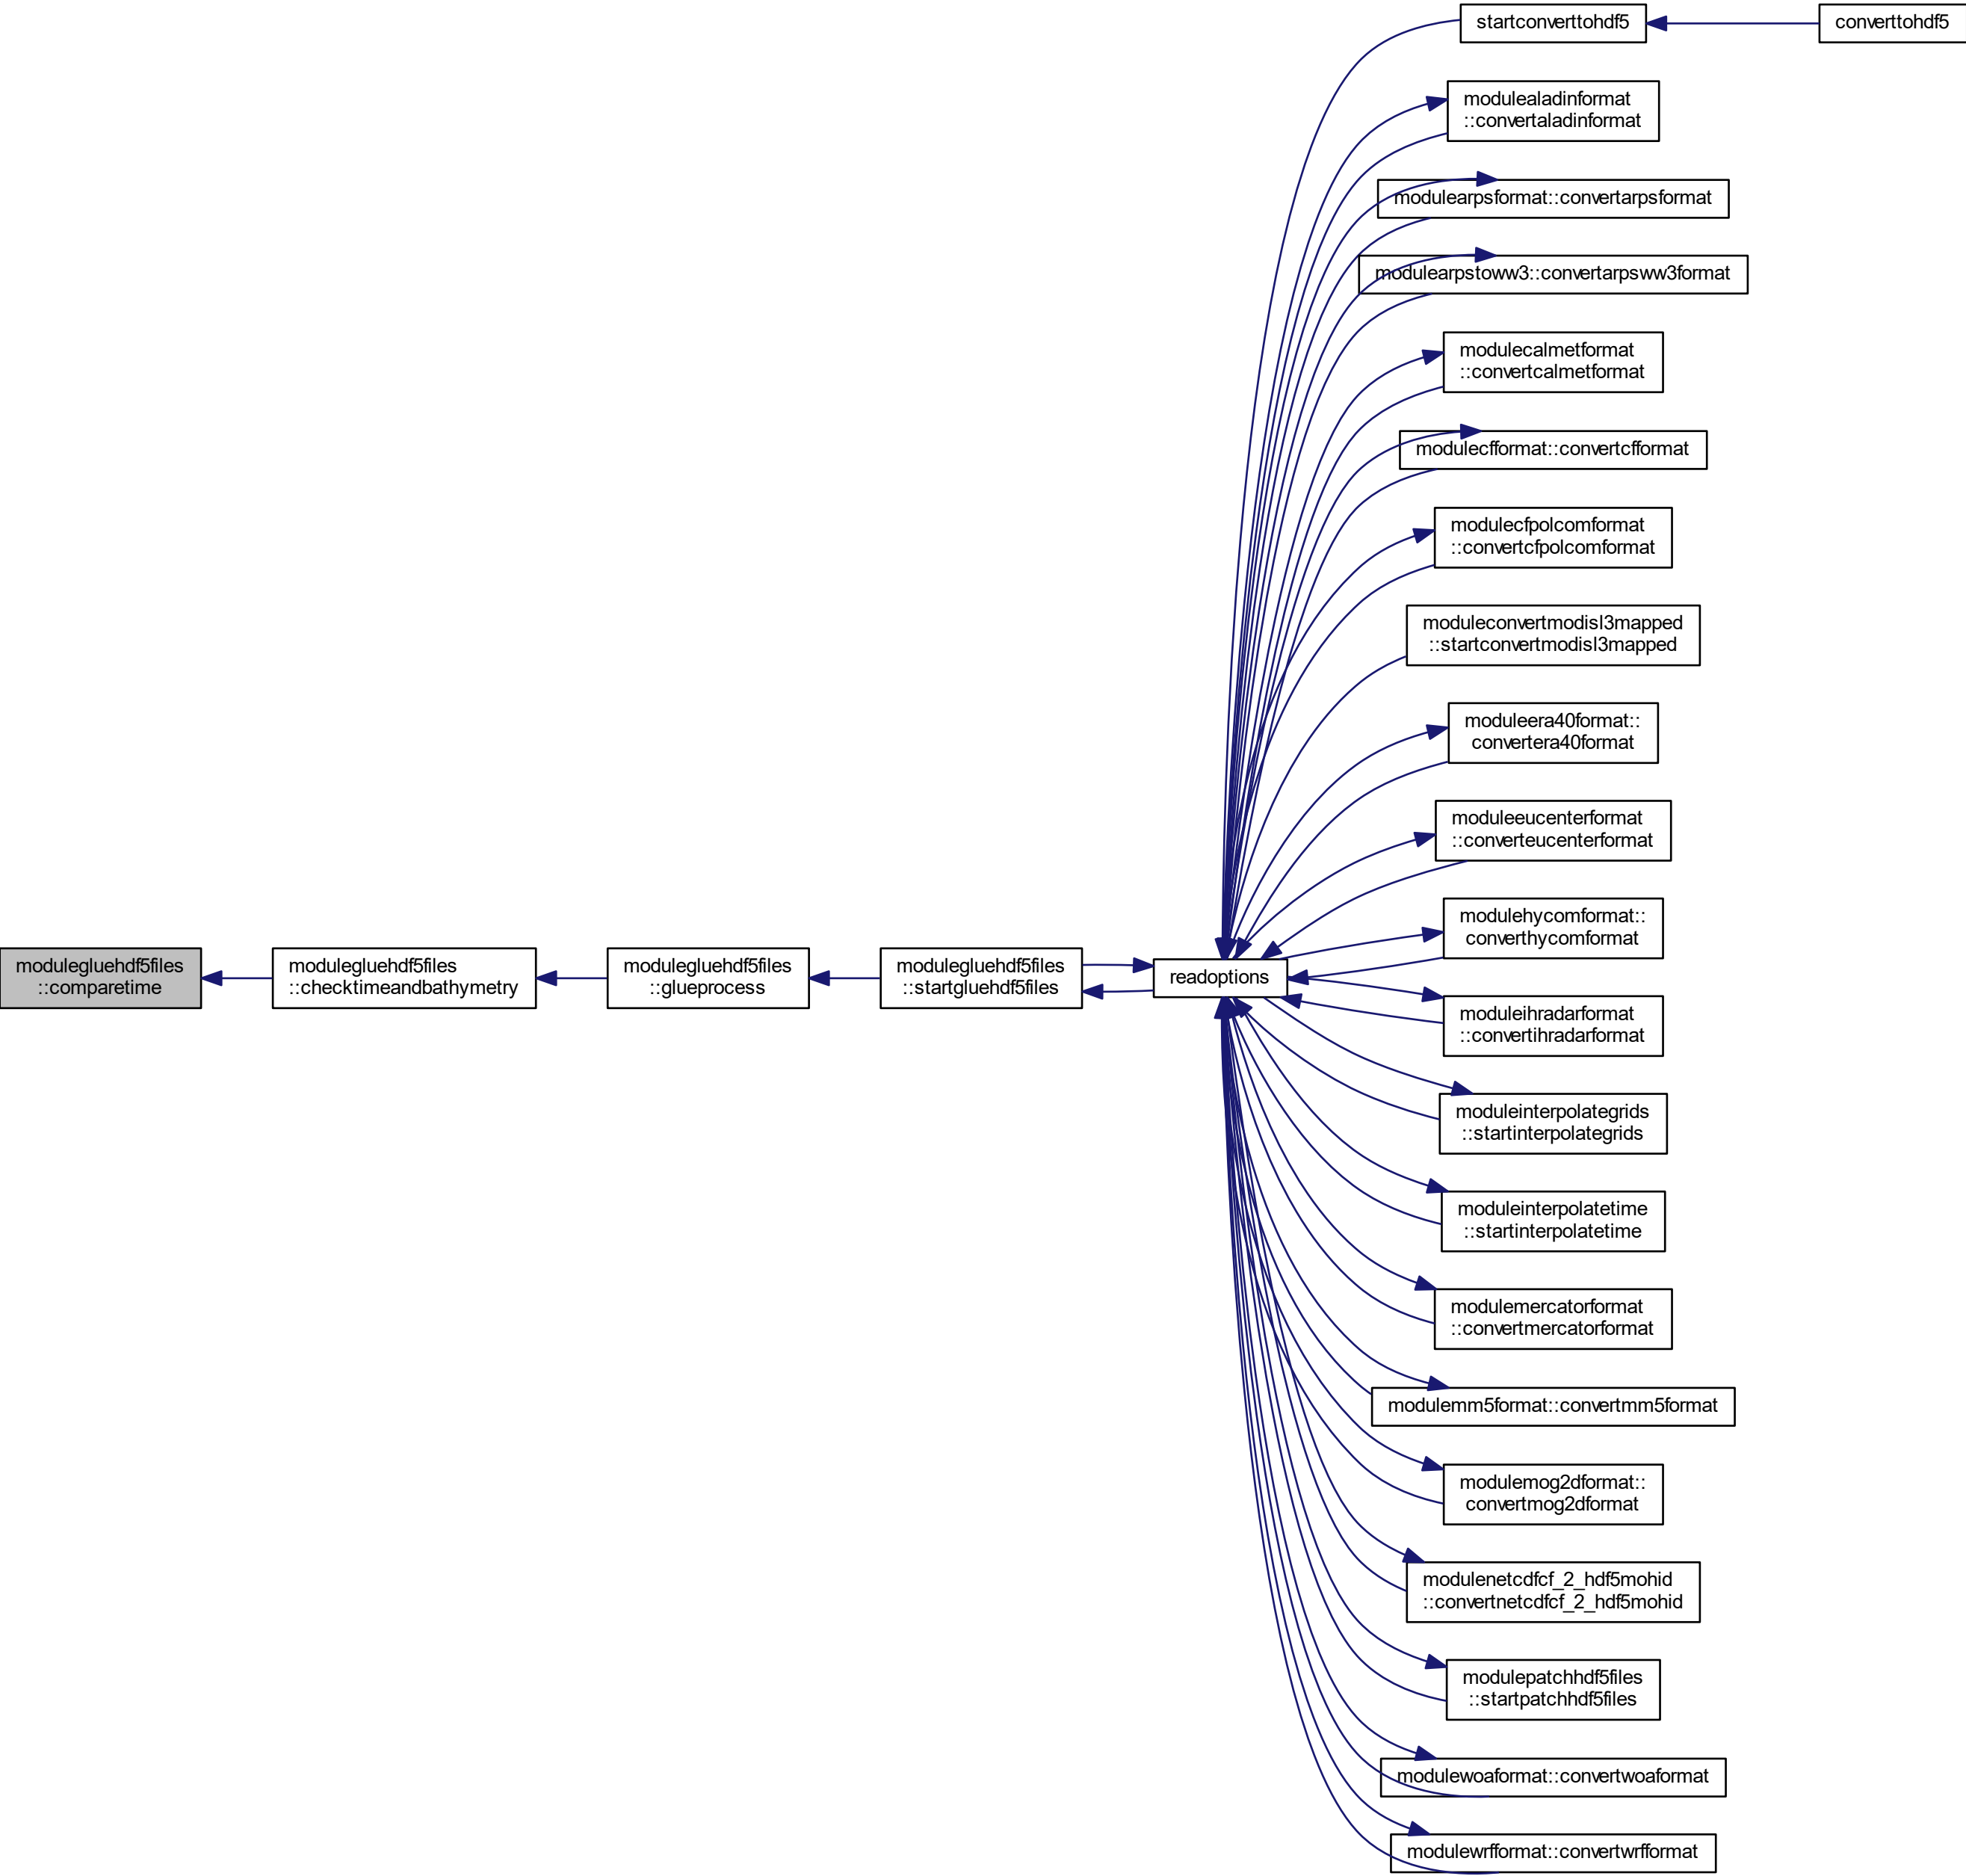 startconverttohdf5
converttohdf5
modulealadinformat
::convertaladinformat
modulearpsformat::convertarpsformat
modulearpstoww3::convertarpsww3format
modulecalmetformat
::convertcalmetformat
modulecfformat::convertcfformat
modulecfpolcomformat
::convertcfpolcomformat
moduleconvertmodisl3mapped
::startconvertmodisl3mapped
moduleera40format::
convertera40format
moduleeucenterformat
::converteucenterformat
modulehycomformat::
converthycomformat
modulegluehdf5files
::comparetime
modulegluehdf5files
::checktimeandbathymetry
modulegluehdf5files
::glueprocess
modulegluehdf5files
::startgluehdf5files
readoptions
moduleihradarformat
::convertihradarformat
moduleinterpolategrids
::startinterpolategrids
moduleinterpolatetime
::startinterpolatetime
modulemercatorformat
::convertmercatorformat
modulemm5format::convertmm5format
modulemog2dformat::
convertmog2dformat
modulenetcdfcf_2_hdf5mohid
::convertnetcdfcf_2_hdf5mohid
modulepatchhdf5files
::startpatchhdf5files
modulewoaformat::convertwoaformat
modulewrfformat::convertwrfformat